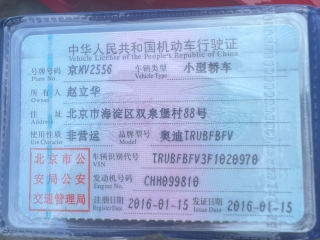 中华人民共和国机动车行驶证
Vehicle License of the People's Republic of China
号牌号码 京MV2556 车辆类型 小型轿车
Plate No. Vehicle Type
所有人 赵立华
Owner
住址 北京市海淀区双泉堡村88号
Address
使用性质 非营运 品牌型号 奥迪TRUBFBFV
Use Character Model
北京市公安局公安交通管理局
车辆识别代号 TRUBFBFV3F1020970
VIN
发动机号码 CHH099810
Engine No.
注册日期 2016-01-15 发证日期 2016-01-15
Register Date Issue Date